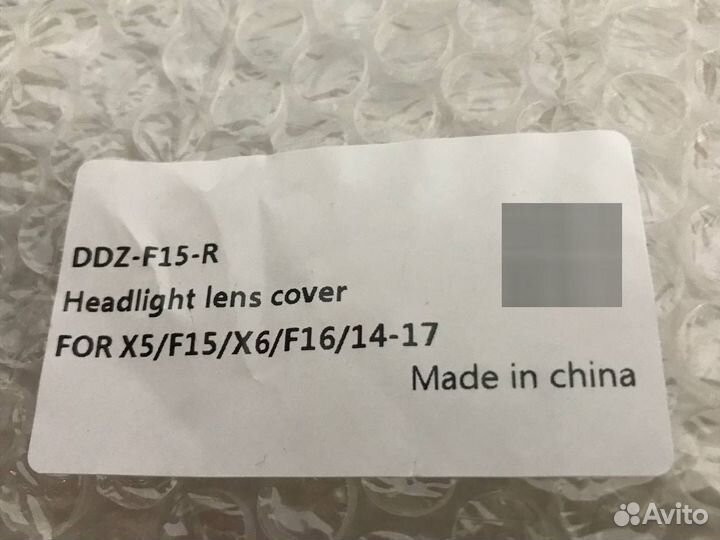 DDZ-F15-R
Headlight lens cover
FOR X5/F15/X6/F16/14-17
Made in china
Avito